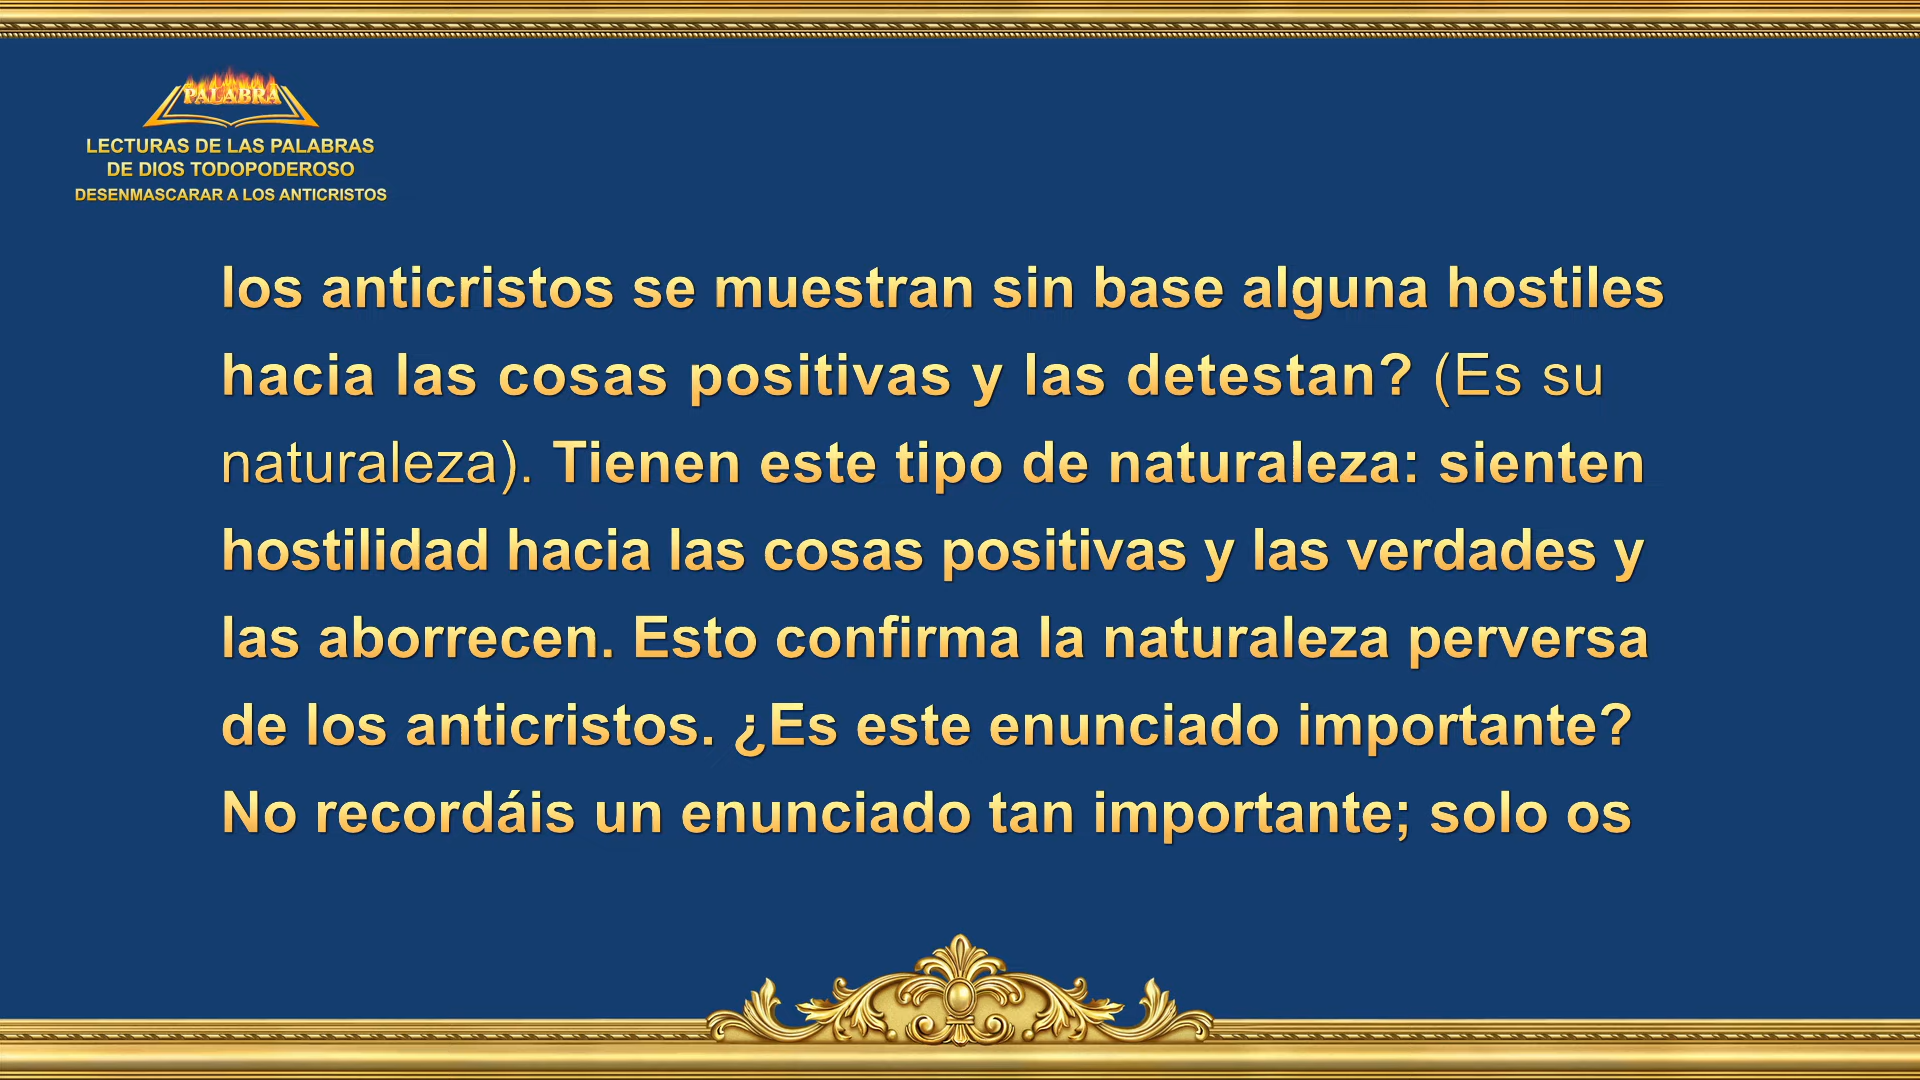 PALABRA
LECTURAS DE LAS PALABRAS
DE DIOS TODOPODEROSO
DESENMASCARAR A LOS ANTICRISTOS
los anticristos se muestran sin base alguna hostiles
hacia las cosas positivas y las detestan? (Es su
naturaleza). Tienen este tipo de naturaleza: sienten
hostilidad hacia las cosas positivas y las verdades y
las aborrecen. Esto confirma la naturaleza perversa
de los anticristos. ¿Es este enunciado importante?
No recordáis un enunciado tan importante; solo os